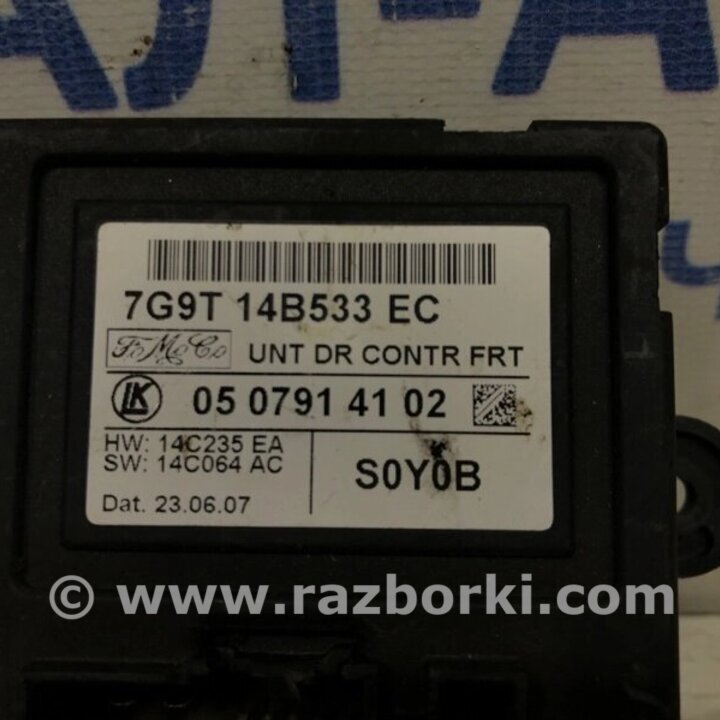 7G9T 14B533 EC
FoMoCo UNT DR CONTR FRT
LK 05 0791 41 02
HW: 14C235 EA
SW: 14C064 AC
S0Y0B
Dat. 23.06.07
© www.razborki.com